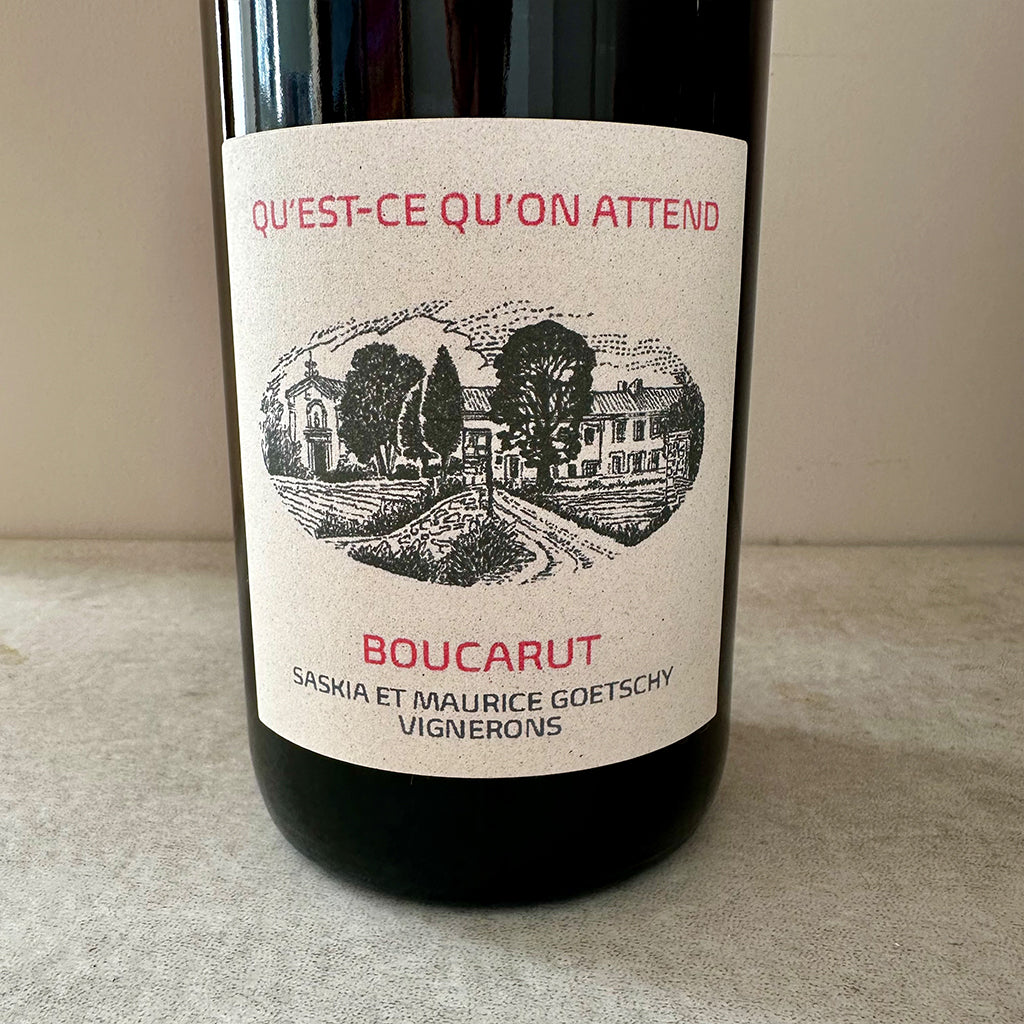 QU'EST-CE QU'ON ATTEND
BOUCARUT
SASKIA ET MAURICE GOETSCHY
VIGNERONS